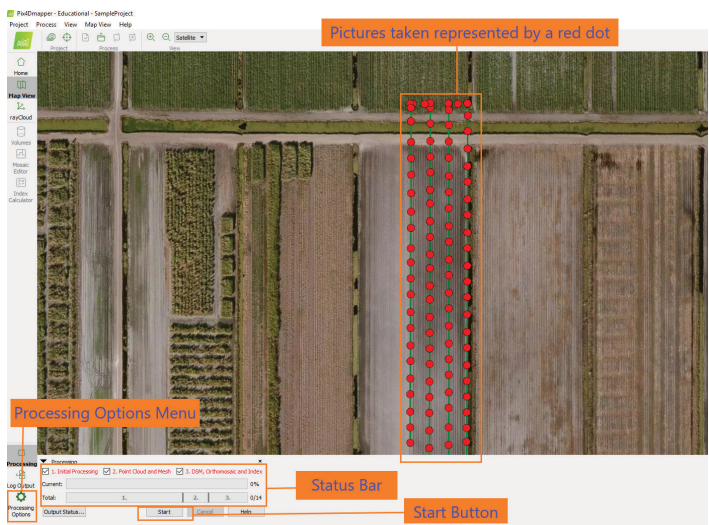 Pix4Dmapper - Educational - SampleProject
Project Process View Map View Help
Project Process View
Satellite
Pictures taken represented by a red dot
Home
Map View
rayCloud
Volumes
Mosaic
Editor
Index
Calculator
Processing Options Menu
Processing
Log Output
Processing
Options
Processing
1. Initial Processing 2. Point Cloud and Mesh 3. DSM, Orthomosaic and Index
Current: 0%
Total: 1. 2. 3. 0/14
Output Status... Start Cancel Help
Status Bar
Start Button